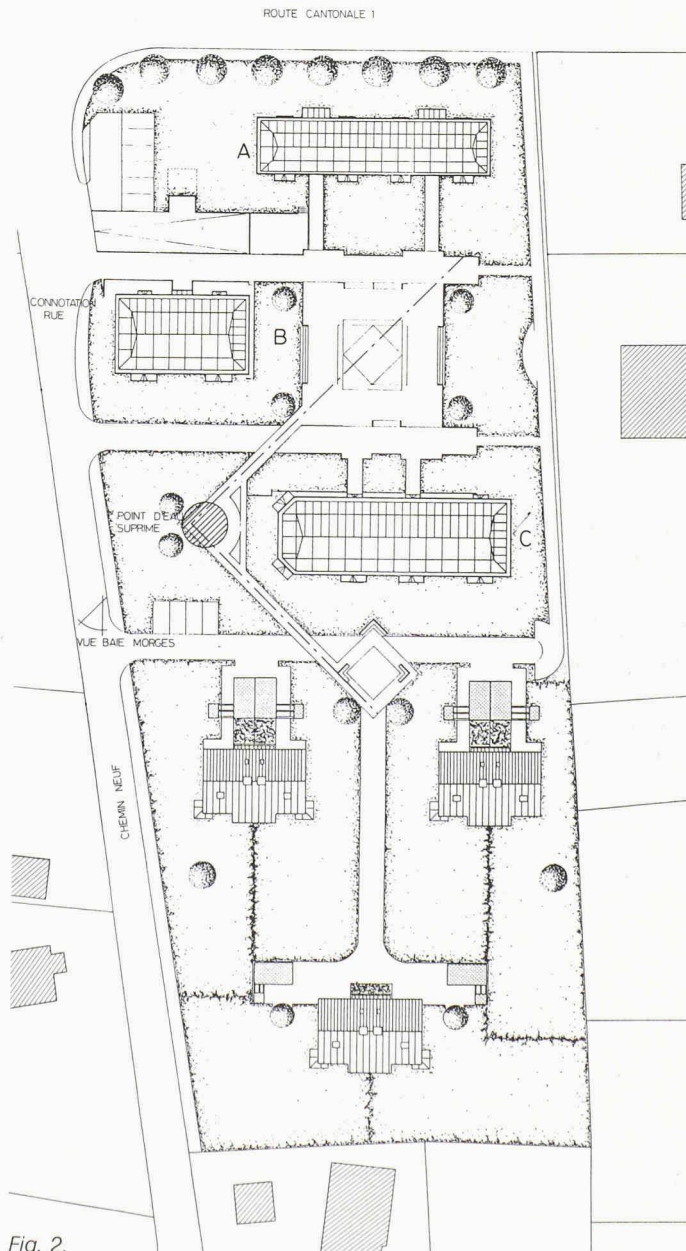 ROUTE CANTONALE 1
A
CONNOTATION
RUE
B
POINT D'EAU
SUPRIME
C
VUE BAIE MORGES
CHEMIN NEUF
Fig. 2.